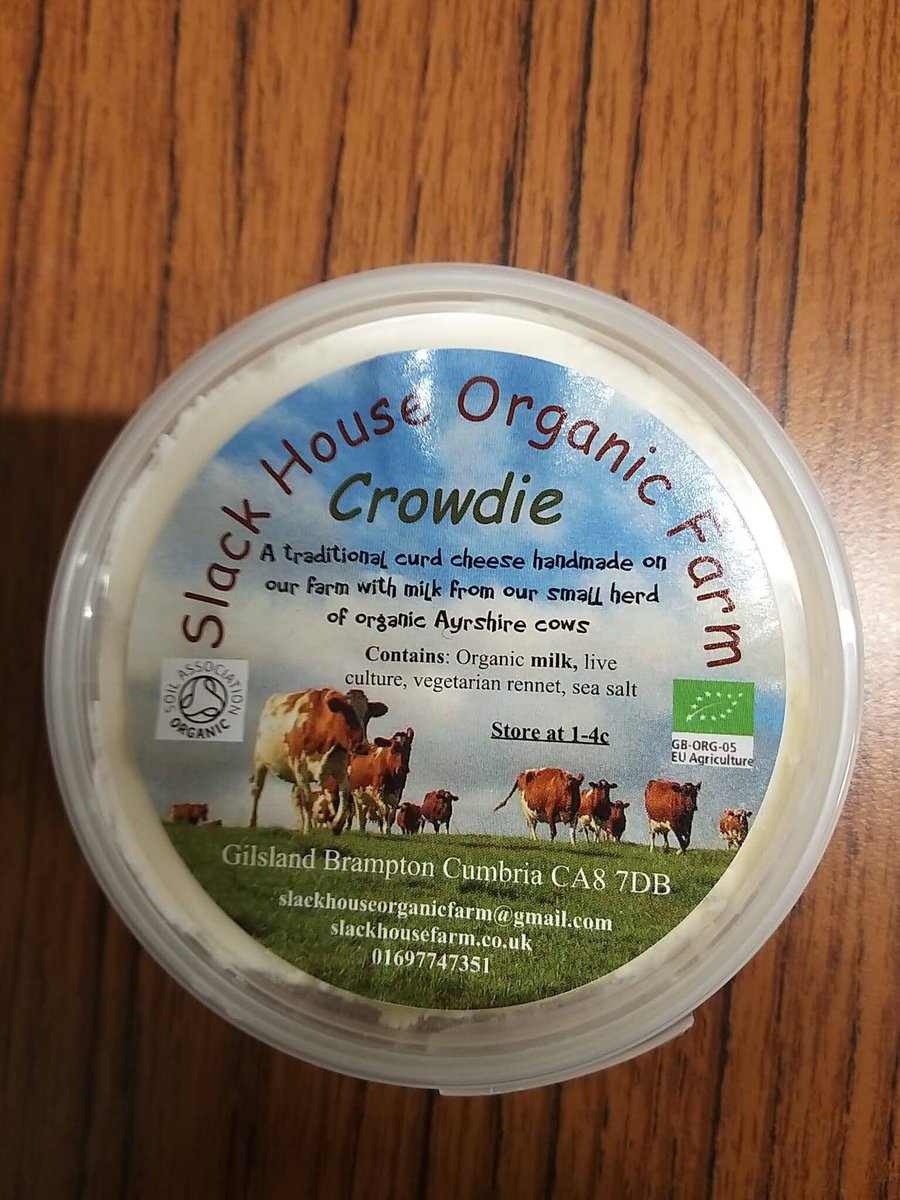 Slack House Organic Farm
Crowdie
A traditional curd cheese handmade on
our farm with milk from our small herd
of organic Ayrshire cows
Contains: Organic milk, live
culture, vegetarian rennet, sea salt
Store at 1-4c
SOIL ASSOCIATION
ORGANIC
GB-ORG-05
EU Agriculture
Gilsland Brampton Cumbria CA8 7DB
slackhouseorganicfarm@gmail.com
slackhousefarm.co.uk
01697747351